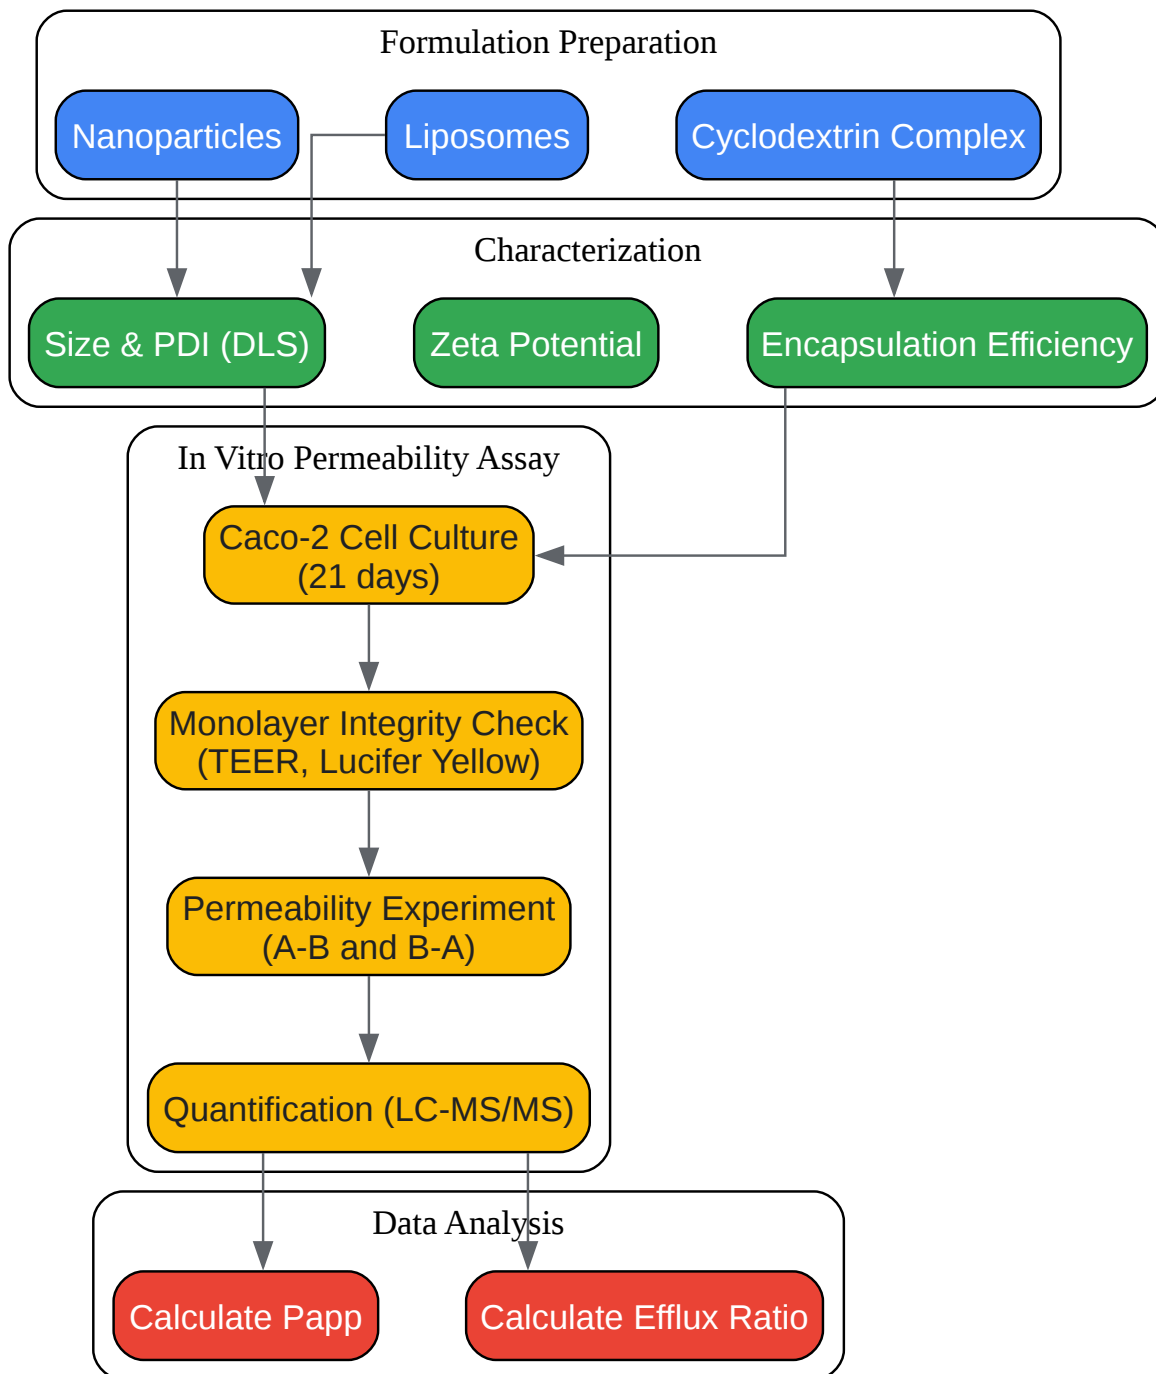 Formulation Preparation
Nanoparticles
Liposomes
Cyclodextrin Complex
Characterization
Size & PDI (DLS)
Zeta Potential
Encapsulation Efficiency
In Vitro Permeability Assay
Caco-2 Cell Culture
(21 days)
Monolayer Integrity Check
(TEER, Lucifer Yellow)
Permeability Experiment
(A-B and B-A)
Quantification (LC-MS/MS)
Data Analysis
Calculate Papp
Calculate Efflux Ratio